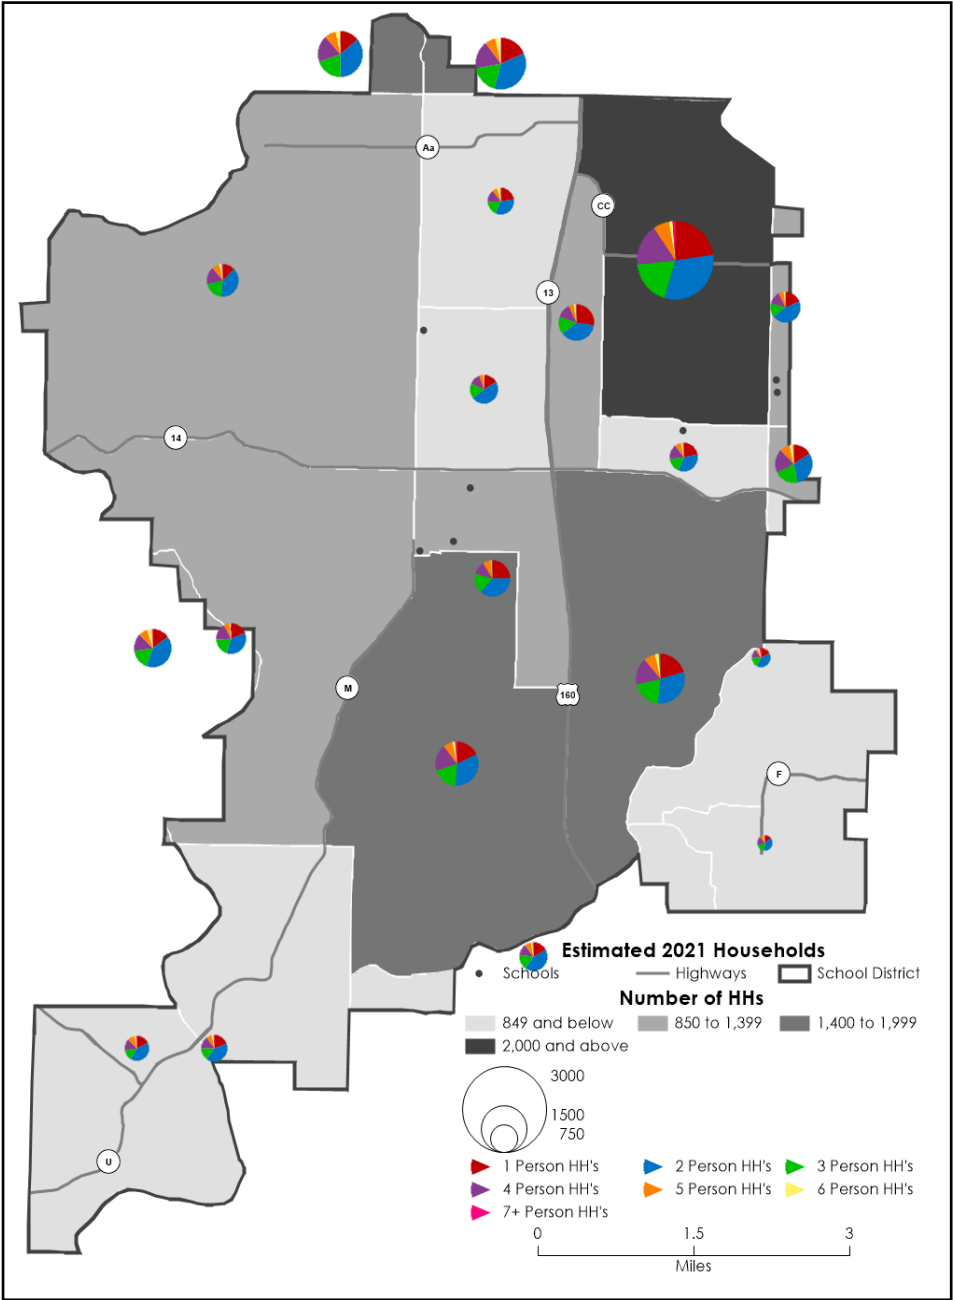 Aa
CC
13
14
M
160
F
U
Estimated 2021 Households
Schools Highways School District
Number of HHs
849 and below 850 to 1,399 1,400 to 1,999
2,000 and above
3000
1500
750
1 Person HH's 2 Person HH's 3 Person HH's
4 Person HH's 5 Person HH's 6 Person HH's
7+ Person HH's
0 1.5 3
Miles